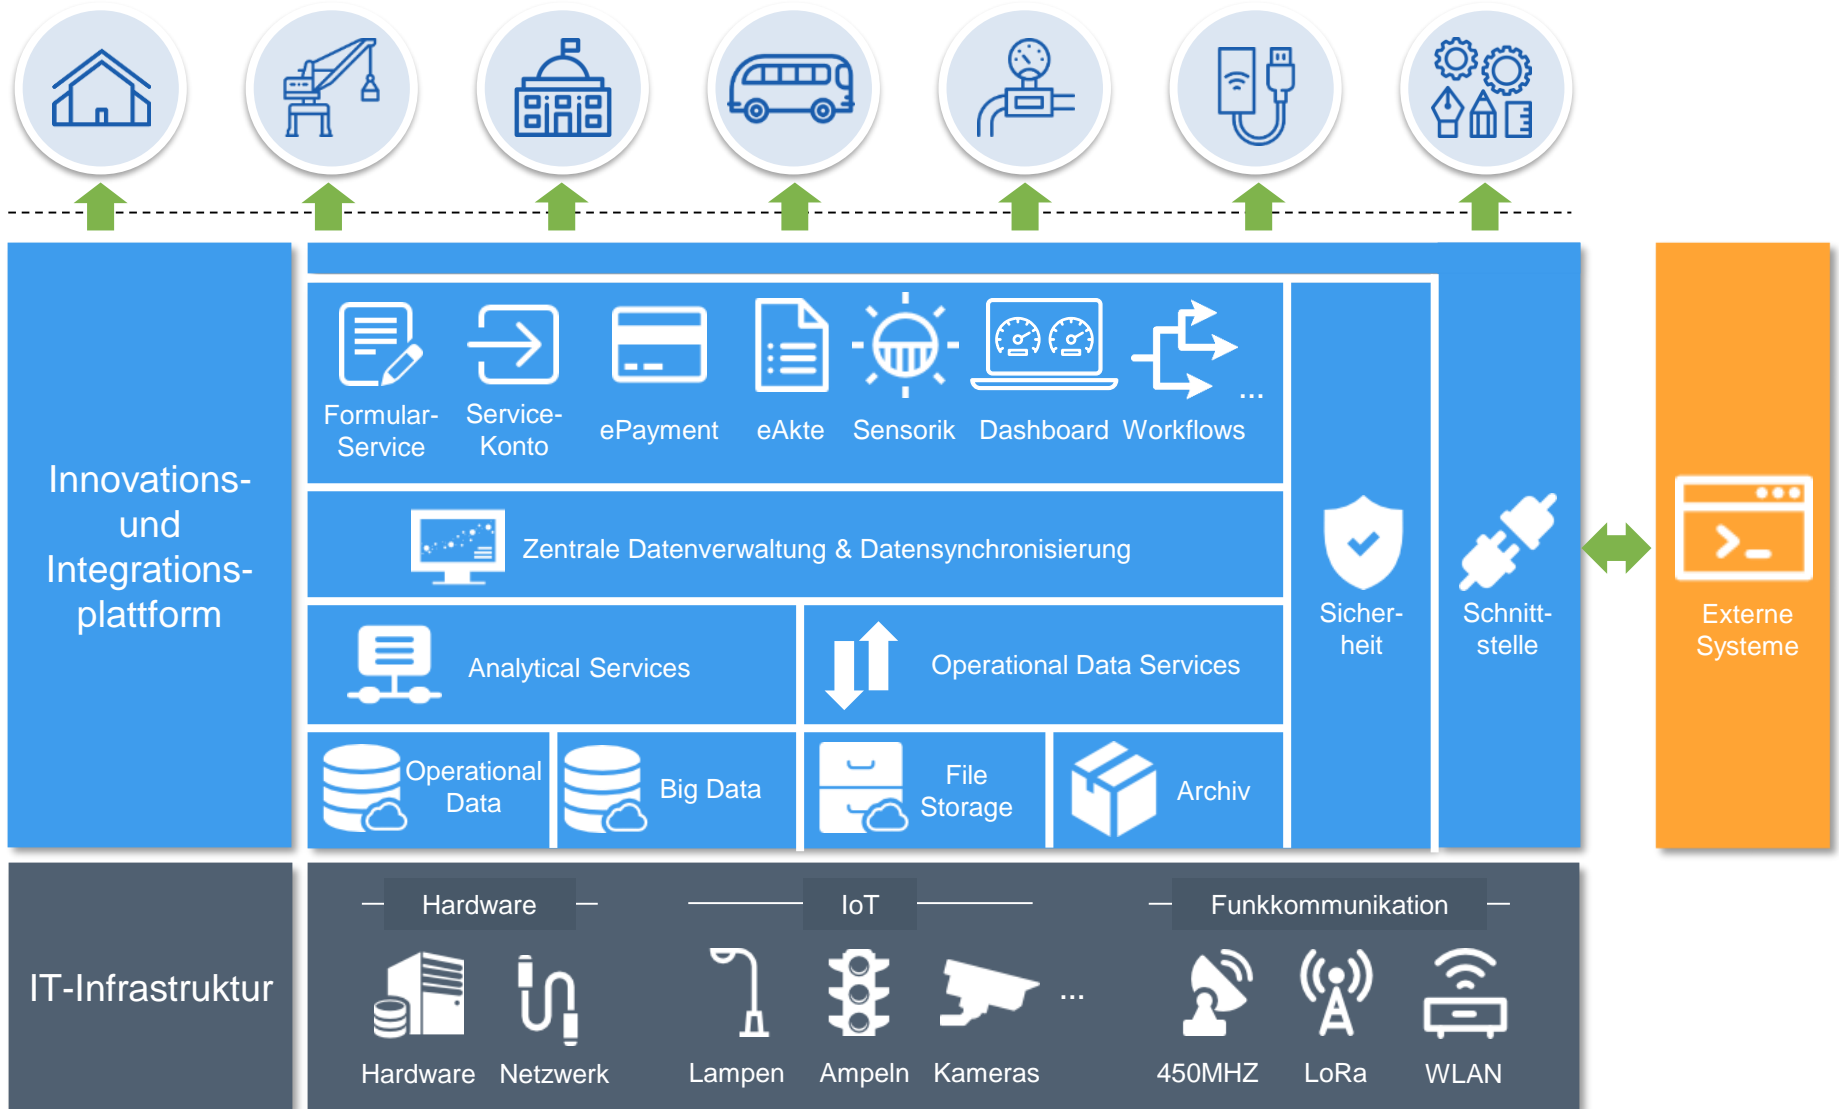 Innovations-
und
Integrations-
plattform
Formular-
Service
Service-
Konto
ePayment
eAkte
Sensorik
Dashboard
Workflows
...
Zentrale Datenverwaltung & Datensynchronisierung
Analytical Services
Operational Data Services
Operational
Data
Big Data
File
Storage
Archiv
Sicher-
heit
Schnitt-
stelle
Externe
Systeme
IT-Infrastruktur
Hardware
Hardware
Netzwerk
IoT
Lampen
Ampeln
Kameras
...
Funkkommunikation
450MHZ
LoRa
WLAN